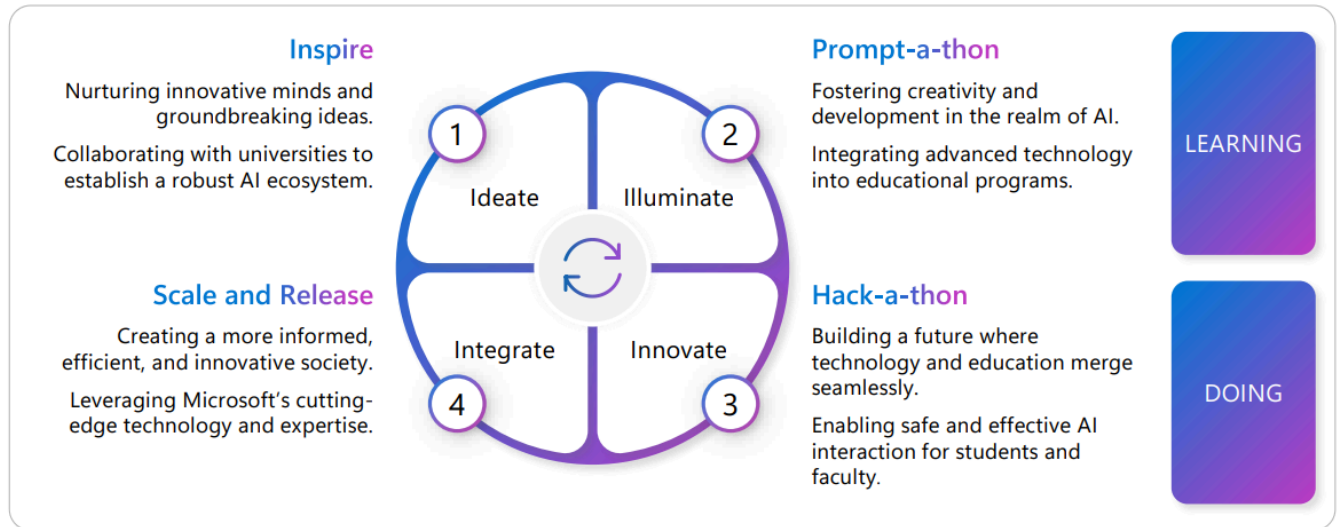 Inspire
Nurturing innovative minds and
groundbreaking ideas.
Collaborating with universities to
establish a robust AI ecosystem.
1
Ideate
2
Illuminate
Prompt-a-thon
Fostering creativity and
development in the realm of AI.
Integrating advanced technology
into educational programs.
LEARNING
Scale and Release
Creating a more informed,
efficient, and innovative society.
Leveraging Microsoft's cutting-
edge technology and expertise.
Integrate
4
Innovate
3
Hack-a-thon
Building a future where
technology and education merge
seamlessly.
Enabling safe and effective AI
interaction for students and
faculty.
DOING